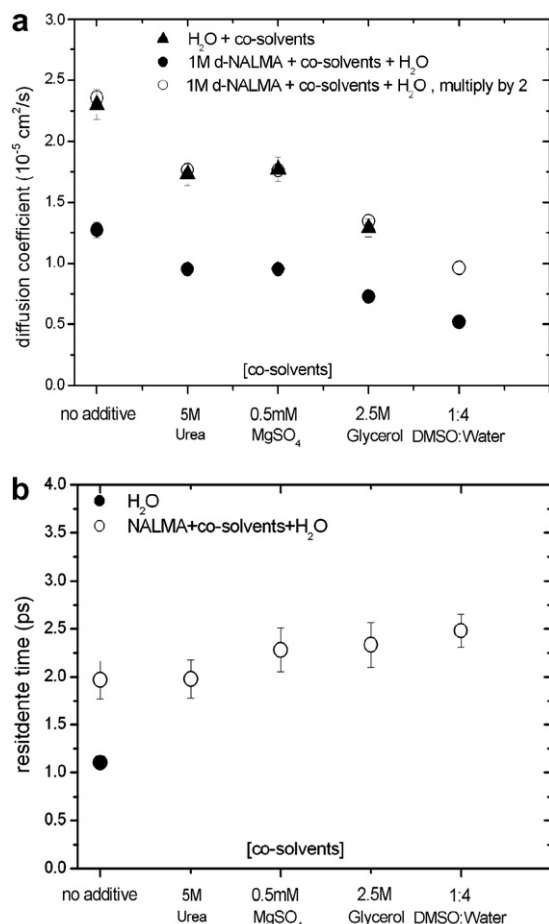 a
3.0
2.5
2.0
1.5
1.0
0.5
0.0
diffusion coefficient (10⁻⁵ cm²/s)
H₂O + co-solvents
1M d-NALMA + co-solvents + H₂O
1M d-NALMA + co-solvents + H₂O , multiply by 2
[co-solvents]
no additive 5M 0.5mM 2.5M 1:4
Urea MgSO₄ Glycerol DMSO:Water
b
4.0
3.5
3.0
2.5
2.0
1.5
1.0
0.5
0.0
resitdente time (ps)
H₂O
NALMA+co-solvents+H₂O
[co-solvents]
no additive 5M 0.5mM 2.5M 1:4
Urea MgSO₄ Glycerol DMSO:Water